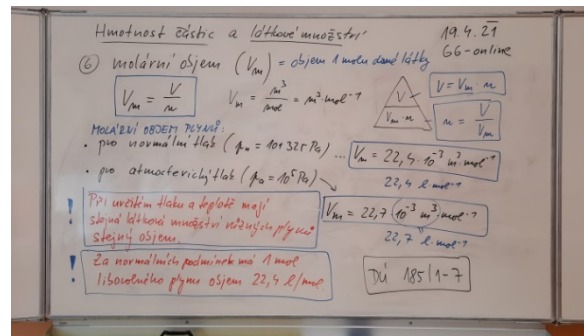 Hmotnost částic a látkové množství
19.4.21
G6-online
⑥ molární objem (Vm) = objem 1 molu dané látky
Vm = V/n
Vm = m³/mol = m³·mol⁻¹
V
Vm·n
V = Vm·n
n = V/Vm
MOLÁRNÍ OBJEM PLYNŮ:
• pro normální tlak (pn = 101 325 Pa) ... Vm = 22,4·10⁻³ m³·mol⁻¹
22,4 l·mol⁻¹
• pro atmosférický tlak (pa = 10⁵ Pa)
Vm = 22,7·(10⁻³ m³)·mol⁻¹
22,7 l·mol⁻¹
! Při určitém tlaku a teplotě mají
stejná látková množství různých plynů
stejný objem.
! Za normálních podmínek má 1 mol
libovolného plynu objem 22,4 l/mol
DÚ 185/1-7